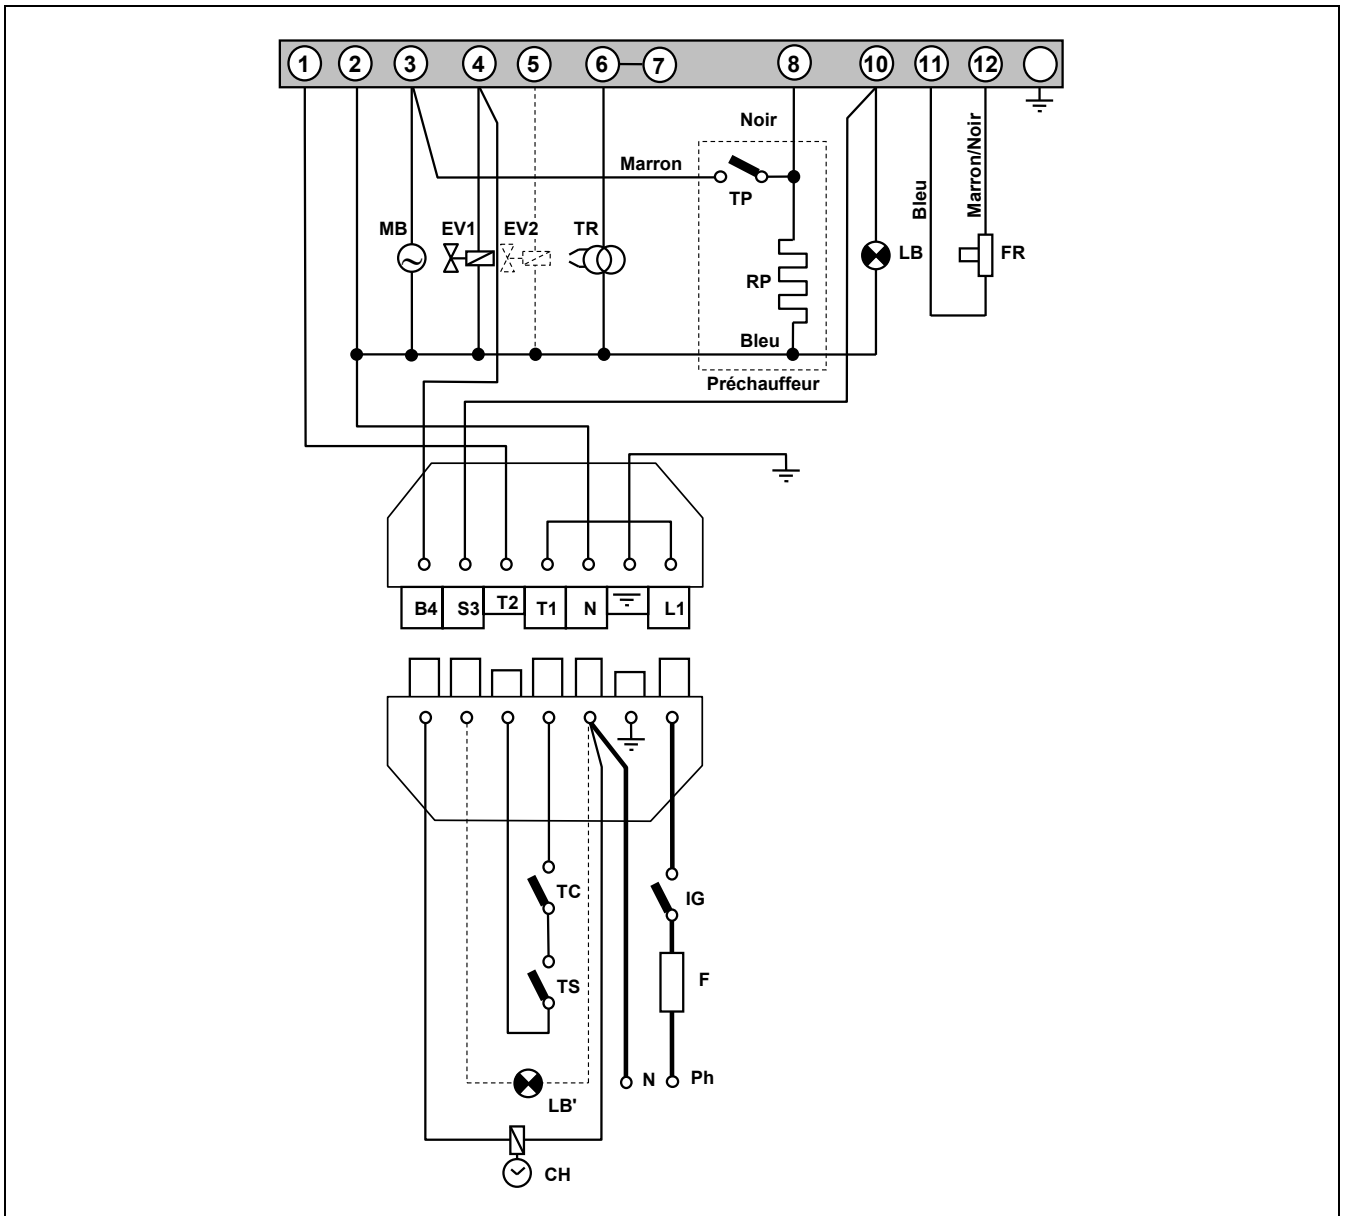 1 2 3 4 5 6 7 8 10 11 12
Noir
Marron
TP
Bleu
Marron/Noir
MB EV1 EV2 TR
LB FR
RP
Bleu
Préchauffeur
B4 S3 T2 T1 N L1
TC
IG
TS
F
N Ph
LB'
CH